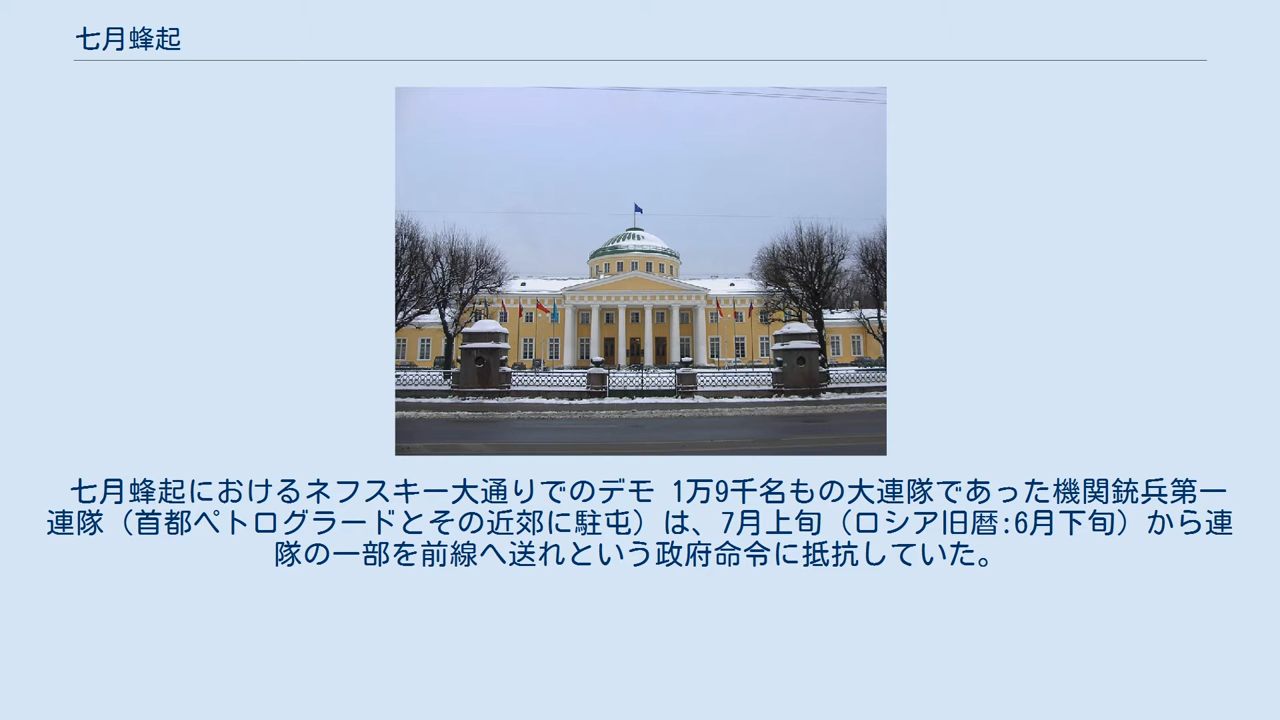 七月蜂起
七月蜂起におけるネフスキー大通りでのデモ 1万9千名もの大連隊であった機関銃兵第一
連隊（首都ペトログラードとその近郊に駐屯）は、7月上旬（ロシア旧暦:6月下旬）から連
隊の一部を前線へ送れという政府命令に抵抗していた。